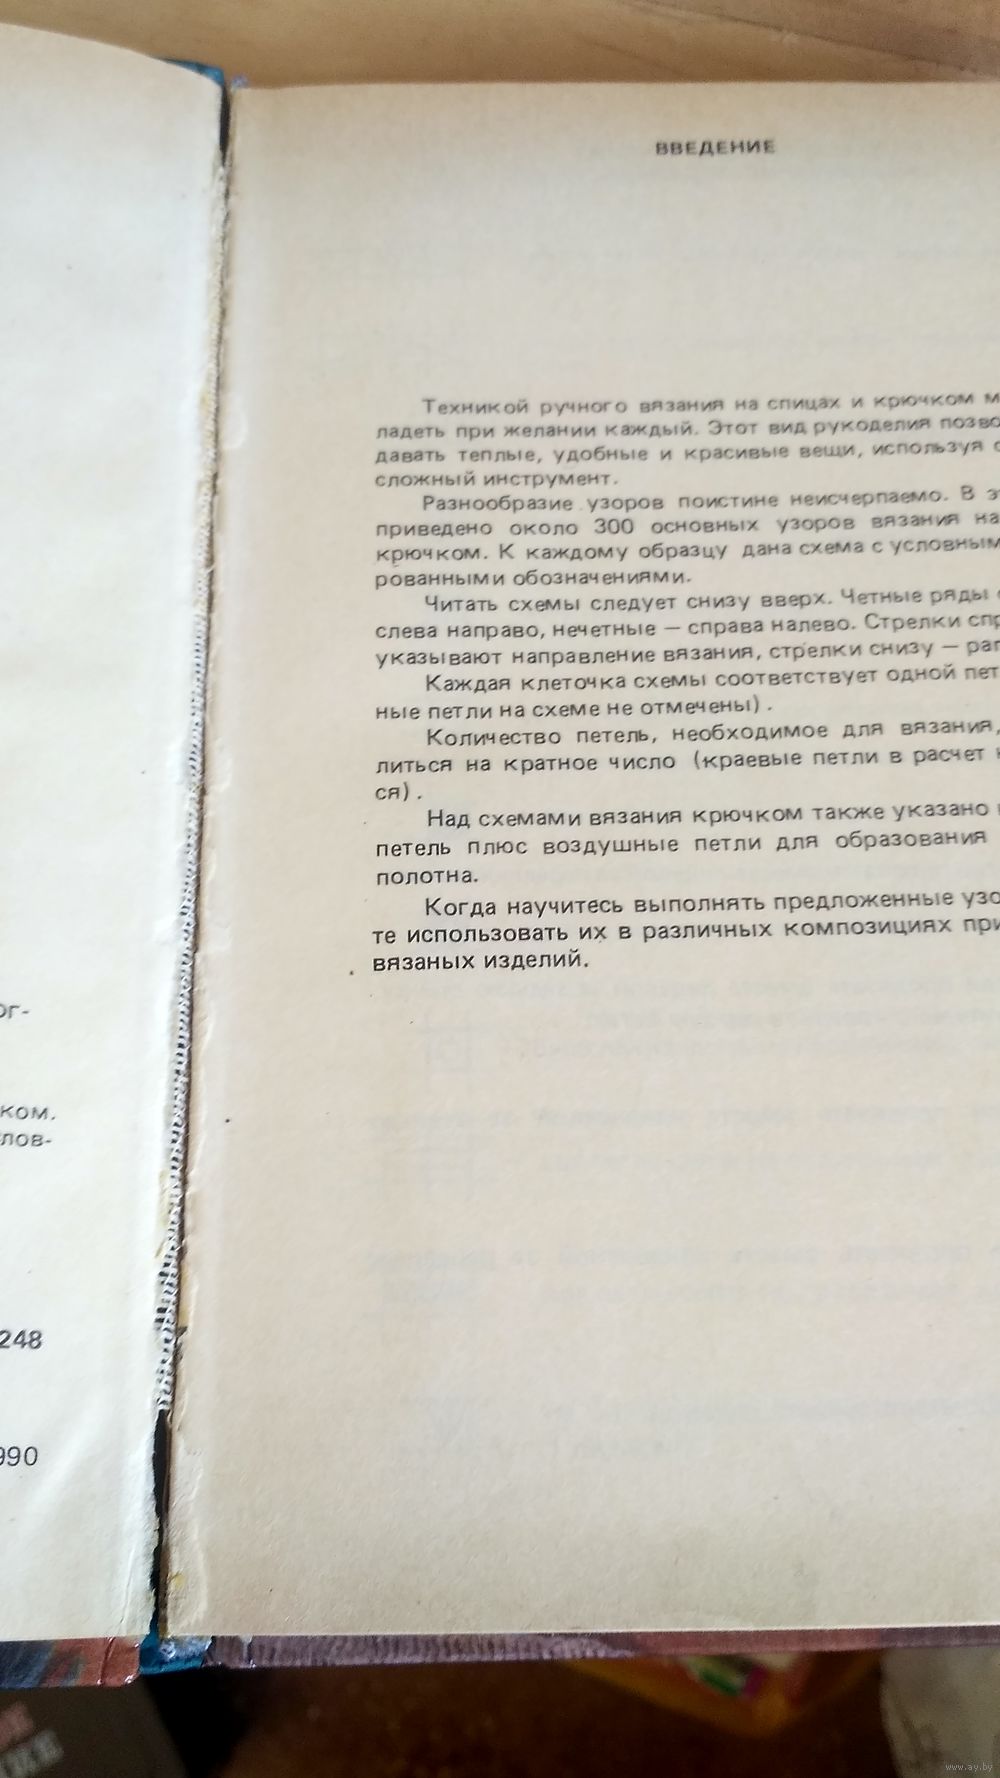 ог-
ком.
лов-
248
990
ВВЕДЕНИЕ
Техникой ручного вязания на спицах и крючком м
ладеть при желании каждый. Этот вид рукоделия позво
давать теплые, удобные и красивые вещи, используя
сложный инструмент.
Разнообразие узоров поистине неисчерпаемо. В э
приведено около 300 основных узоров вязания на
крючком. К каждому образцу дана схема с условным
рованными обозначениями.
Читать схемы следует снизу вверх. Четные ряды
слева направо, нечетные — справа налево. Стрелки спр
указывают направление вязания, стрелки снизу — рап
Каждая клеточка схемы соответствует одной пет
ные петли на схеме не отмечены).
Количество петель, необходимое для вязания,
литься на кратное число (краевые петли в расчет н
ся).
Над схемами вязания крючком также указано
петель плюс воздушные петли для образования
полотна.
Когда научитесь выполнять предложенные узо
те использовать их в различных композициях при
вязаных изделий.
www.ay.by